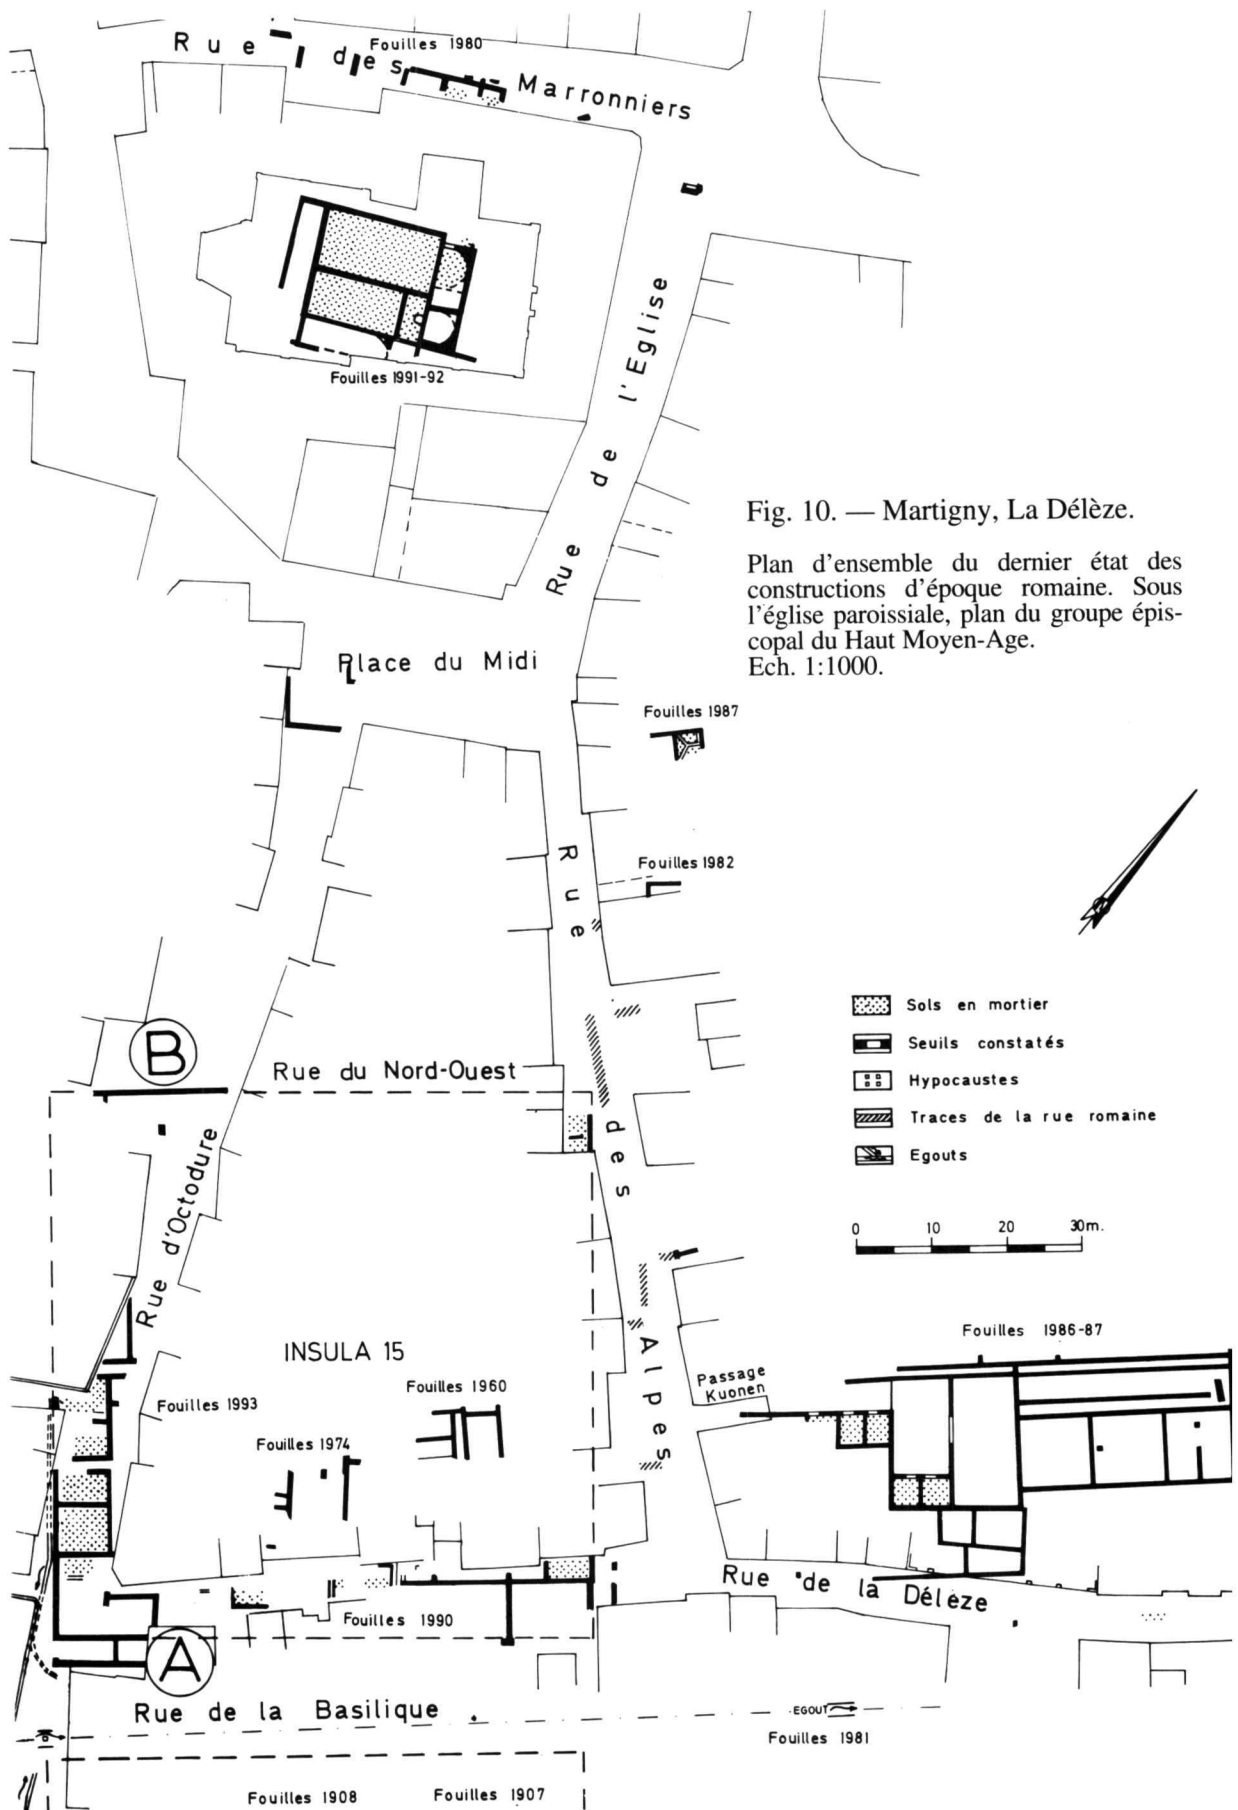 Rue des Marronniers
Fouilles 1980
Fouilles 1991-92
Rue de l'Eglise
Fig. 10. — Martigny, La Délèze.
Plan d'ensemble du dernier état des
constructions d'époque romaine. Sous
l'église paroissiale, plan du groupe épis-
copal du Haut Moyen-Age.
Ech. 1:1000.
Place du Midi
Fouilles 1987
Fouilles 1982
Rue des Alpes
B
Rue du Nord-Ouest
Rue d'Octodure
Sols en mortier
Seuils constatés
Hypocaustes
Traces de la rue romaine
Egouts
0 10 20 30m.
INSULA 15
Fouilles 1986-87
Passage
Kuonen
Fouilles 1960
Fouilles 1993
Fouilles 1974
Rue de la Délèze
Fouilles 1990
A
Rue de la Basilique
EGOUT
Fouilles 1981
Fouilles 1908
Fouilles 1907